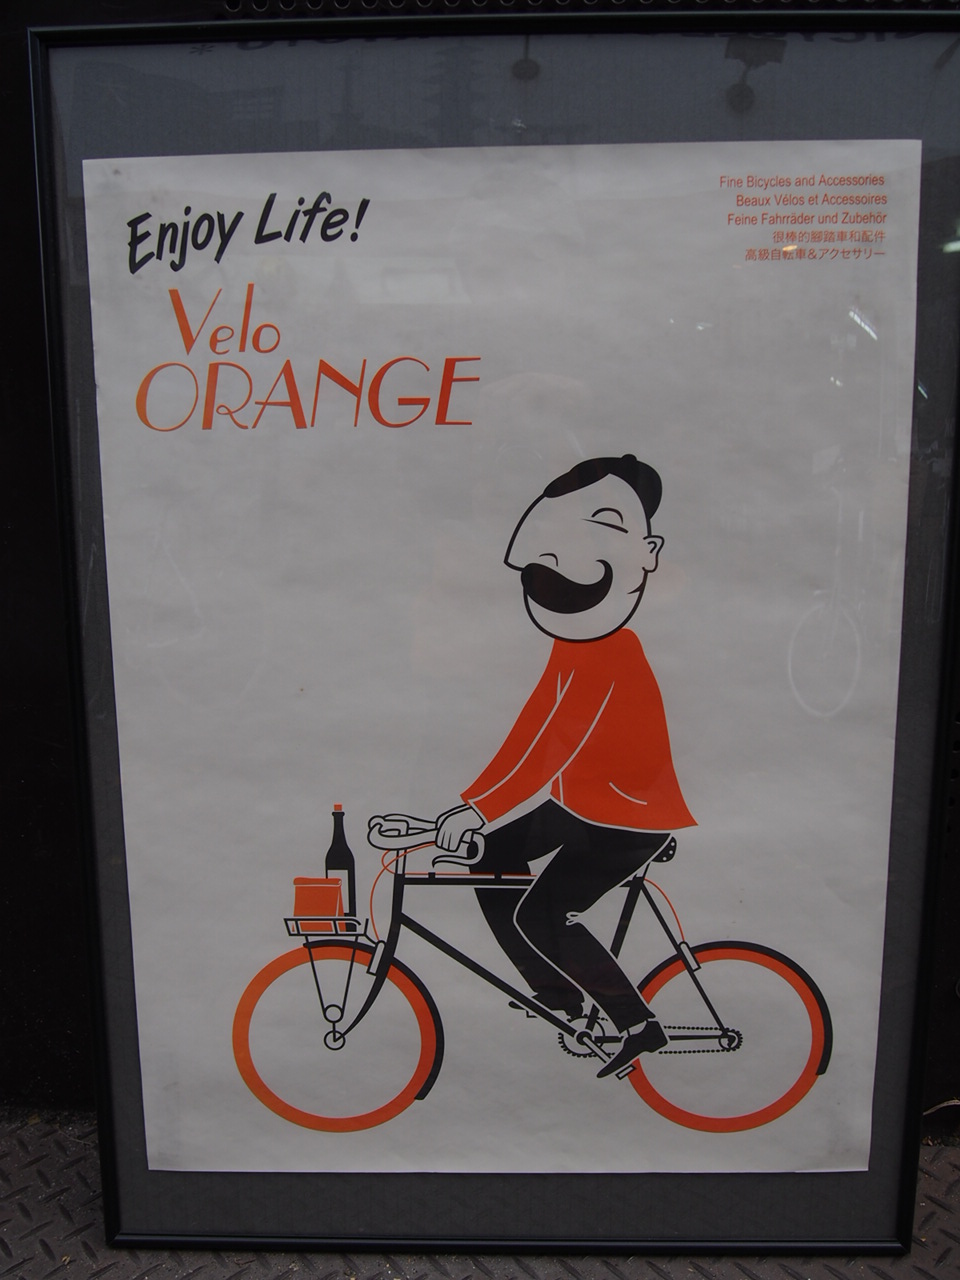 Enjoy Life!
Velo
ORANGE
Fine Bicycles and Accessories
Beaux Vélos et Accessoires
Feine Fahrräder und Zubehör
很棒的腳踏車和配件
高級自転車&アクセサリー